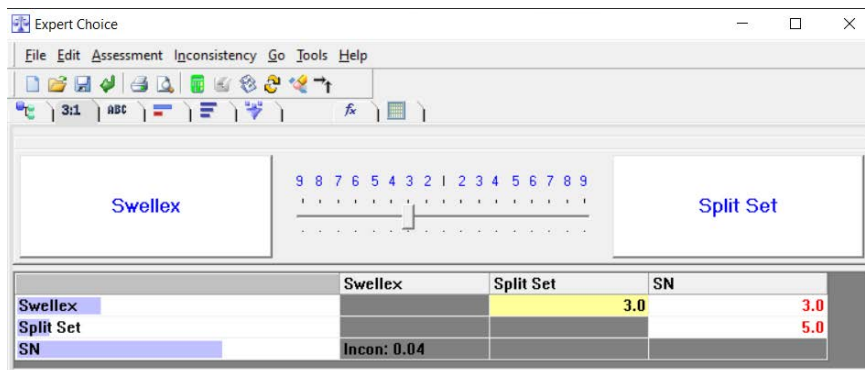 Expert Choice
File Edit Assessment Inconsistency Go Tools Help
3:1 ABC fx
Swellex
9 8 7 6 5 4 3 2 1 2 3 4 5 6 7 8 9
Split Set
Swellex Split Set SN
Swellex 3.0 3.0
Split Set 5.0
SN Incon: 0.04